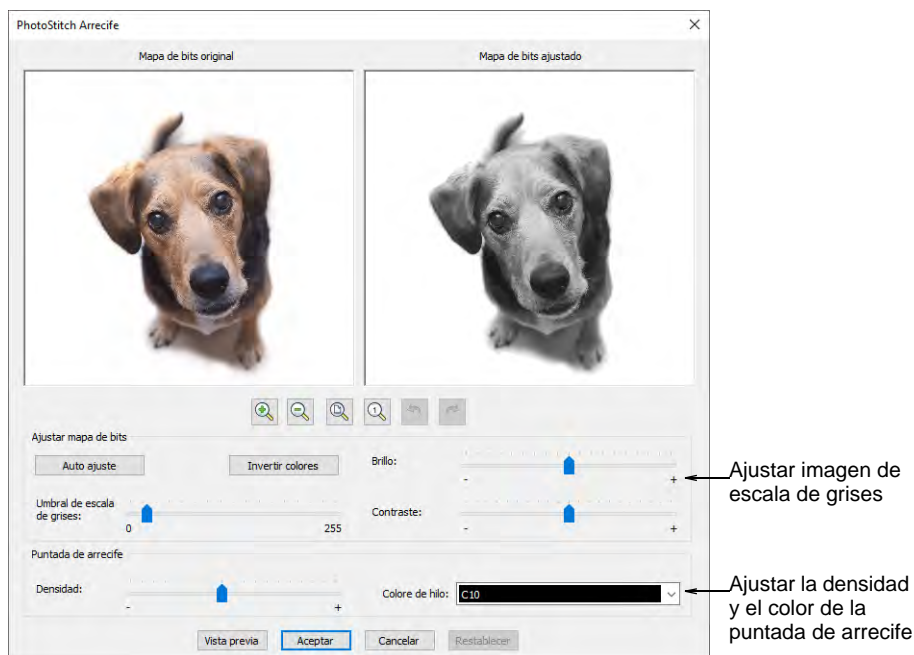 PhotoStitch Arrecife
Mapa de bits original
Mapa de bits ajustado
1
Ajustar mapa de bits
Auto ajuste
Invertir colores
Brillo:
- +
Ajustar imagen de
escala de grises
Umbral de escala
de grises:
0 255
Contraste:
- +
Puntada de arrecife
Densidad:
- +
Colore de hilo:
C10
Ajustar la densidad
y el color de la
puntada de arrecife
Vista previa
Aceptar
Cancelar
Restablecer